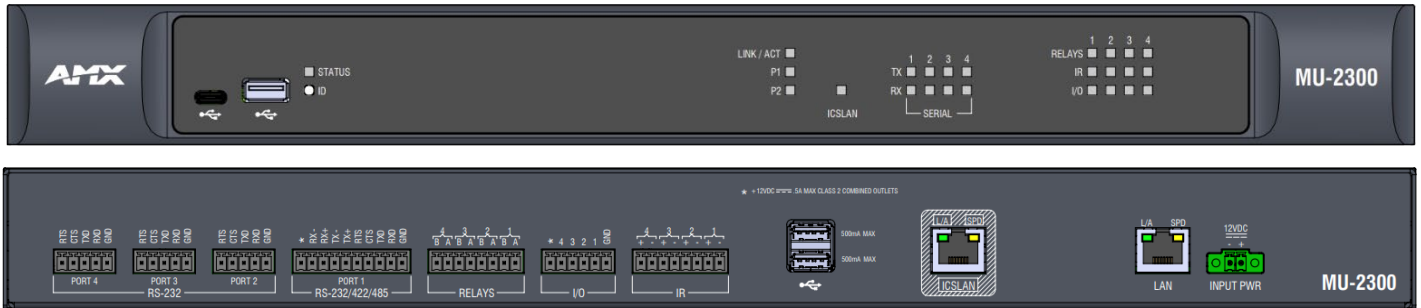 AMX
STATUS
ID
LINK / ACT
P1
P2
ICSLAN
1 2 3 4
TX
RX
SERIAL
1 2 3 4
RELAYS
IR
I/O
MU-2300
* +12VDC .5A MAX CLASS 2 COMBINED OUTLETS
RTS CTS TXD RXD GND
PORT 4
RTS CTS TXD RXD GND
PORT 3
RTS CTS TXD RXD GND
PORT 2
RS-232
* RX- RX+ TX- TX+ RTS CTS TXD RXD GND
PORT 1
RS-232/422/485
4 3 2 1
B A B A B A B A
RELAYS
* 4 3 2 1 GND
I/O
4 3 2 1
+ - + - + - + -
IR
500mA MAX
500mA MAX
L/A SPD
ICSLAN
L/A SPD
LAN
12VDC
- +
INPUT PWR
MU-2300